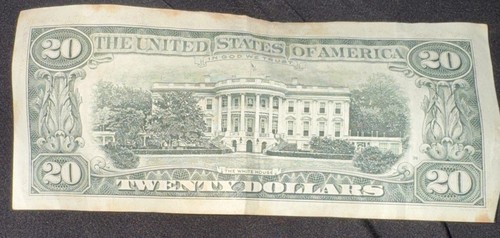 20 THE UNITED STATES OF AMERICA 20
IN GOD WE TRUST
THE WHITE HOUSE
20 TWENTY DOLLARS 20